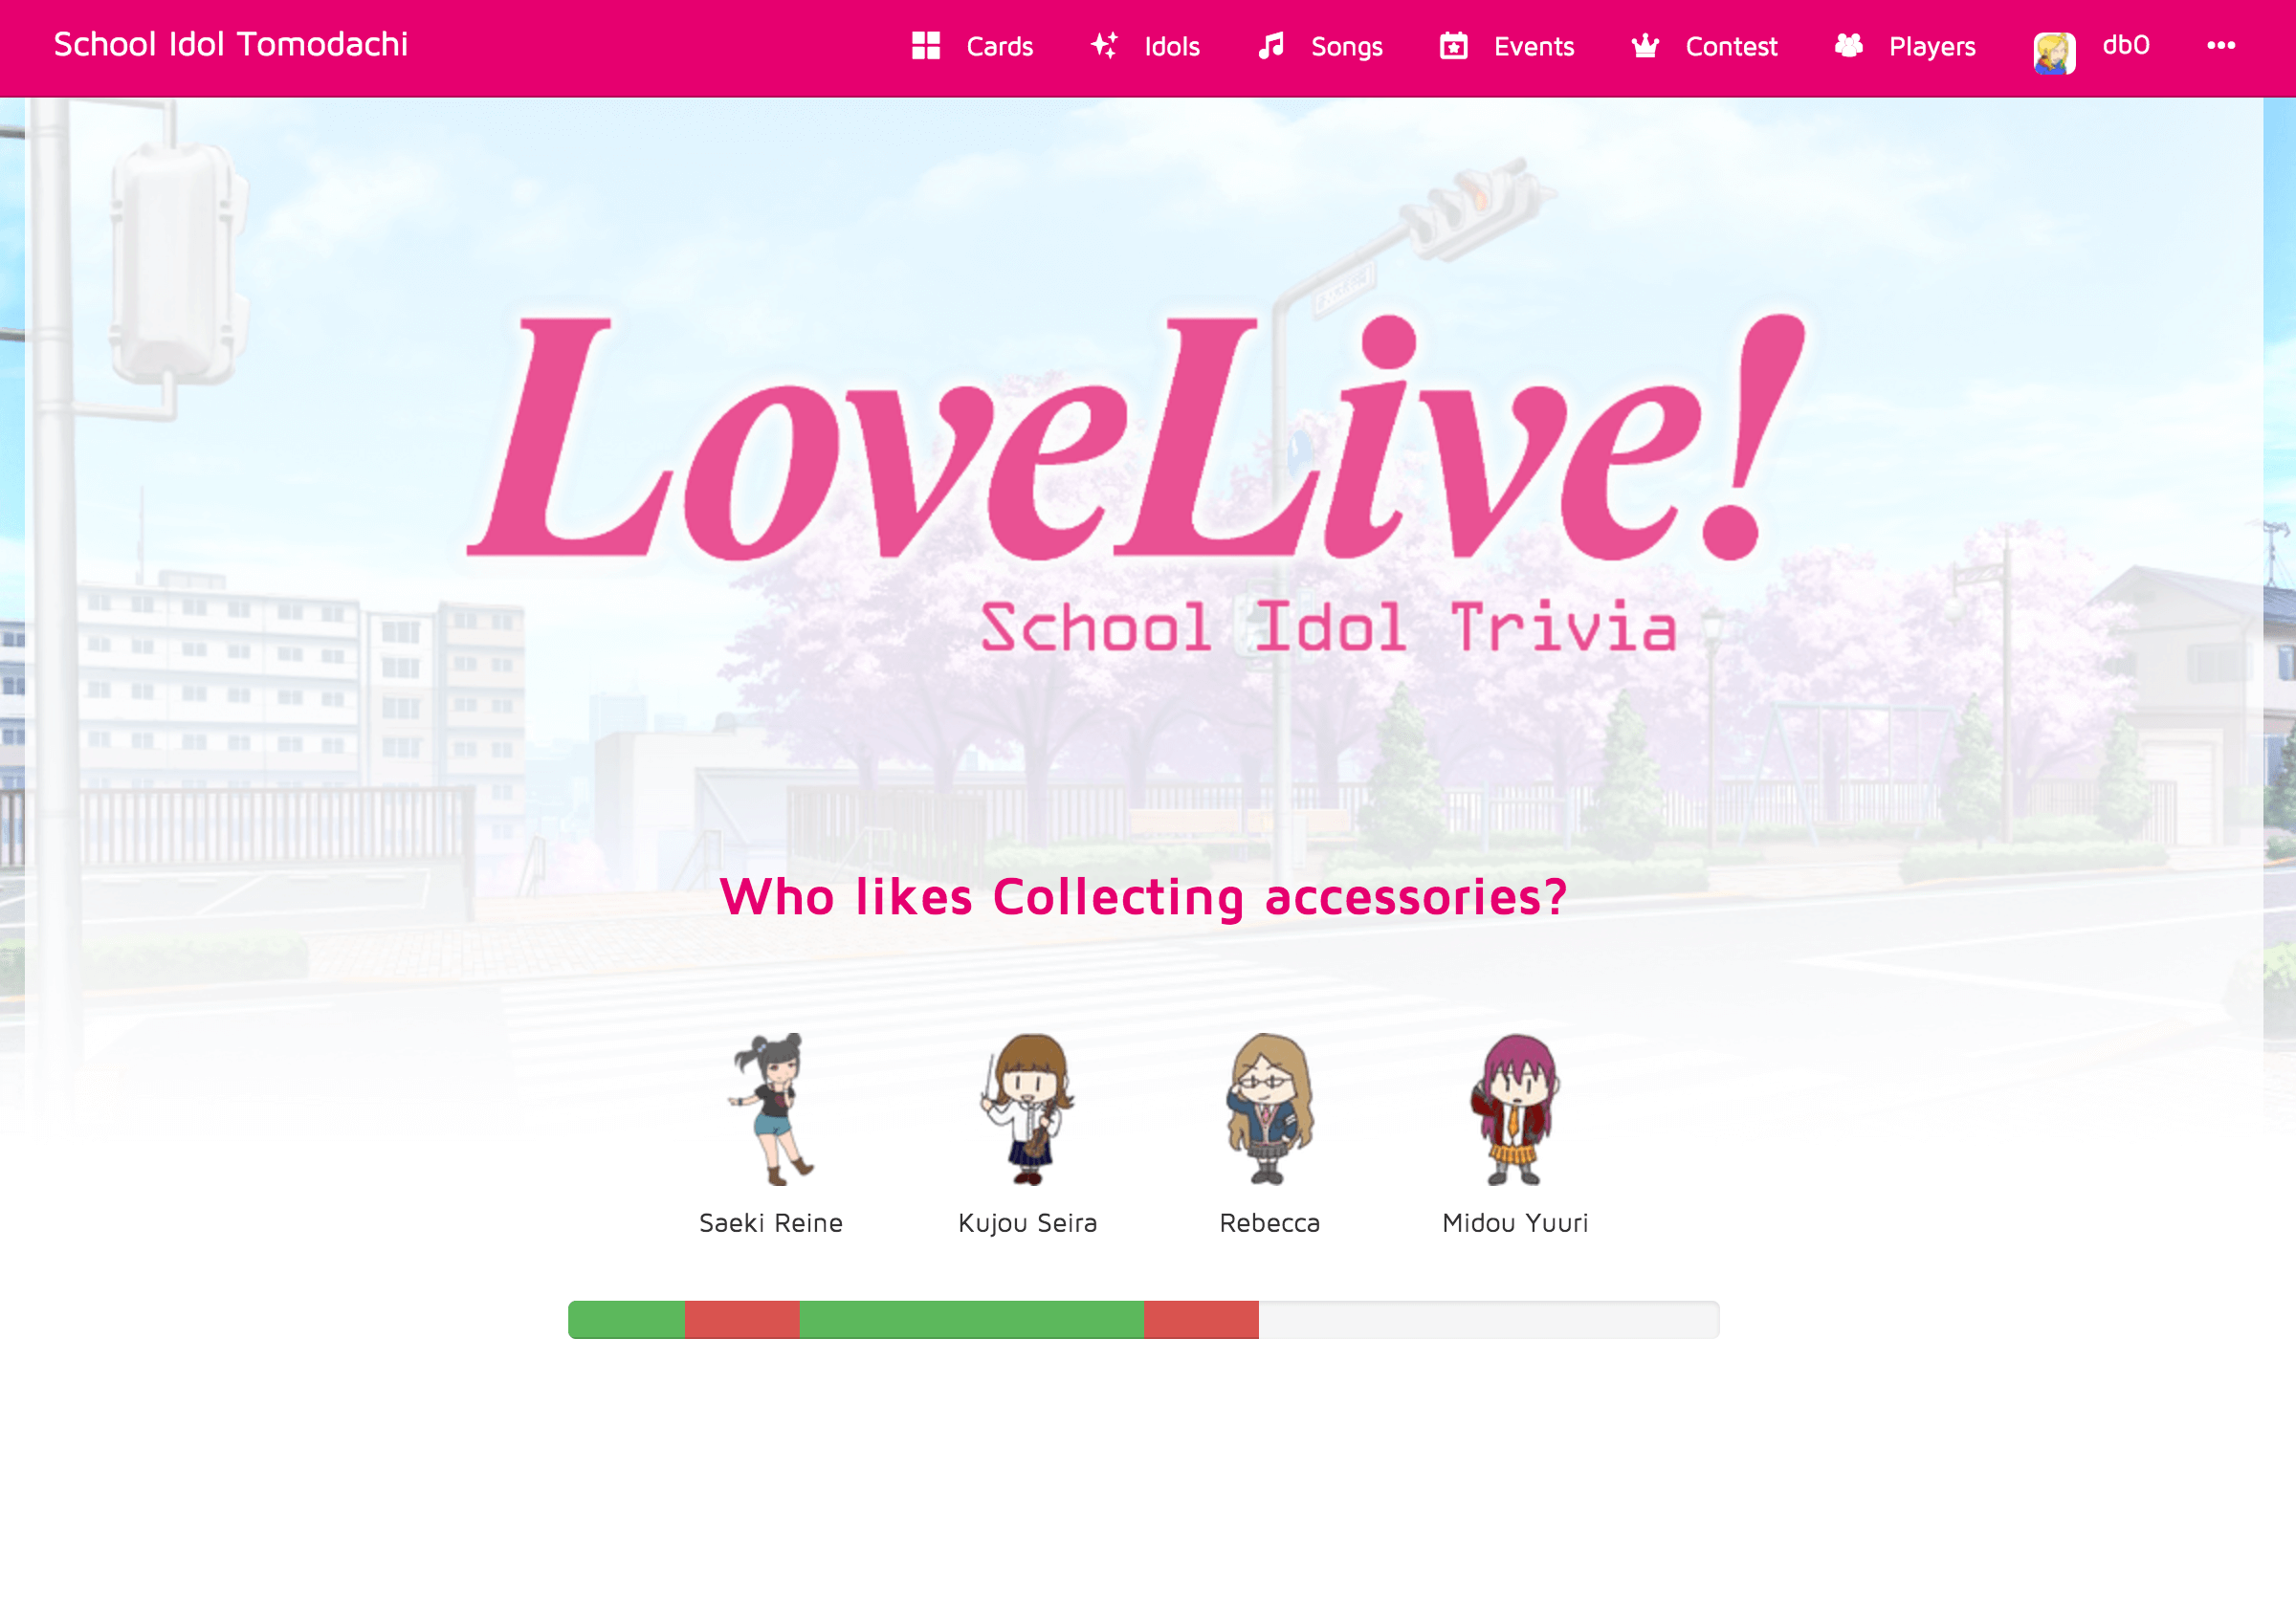 School Idol Tomodachi
Cards Idols Songs Events Contest Players db0
LoveLive!
School Idol Trivia
Who likes Collecting accessories?
Saeki Reine Kujou Seira Rebecca Midou Yuuri